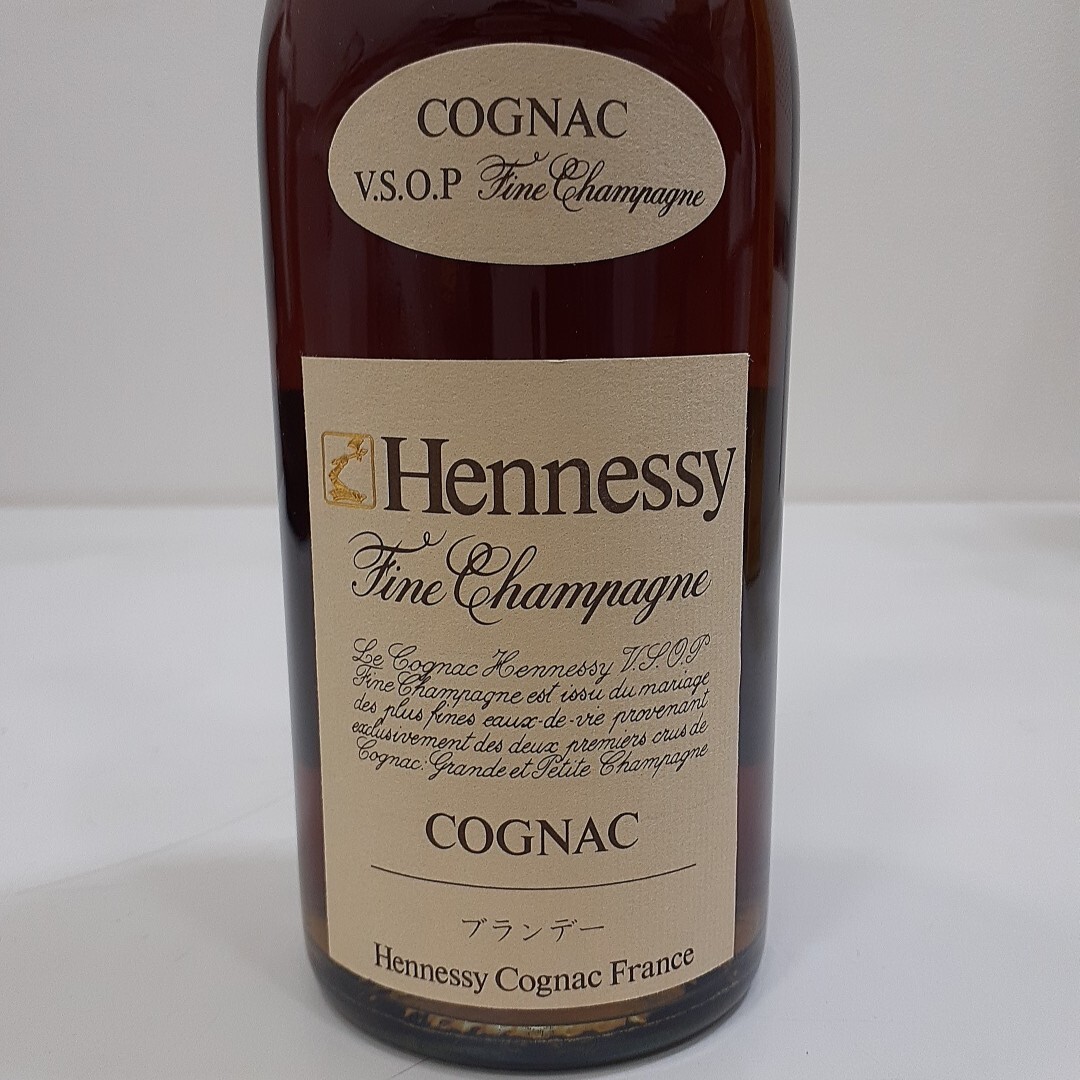 COGNAC
V.S.O.P Fine Champagne
Hennessy
Fine Champagne
Le Cognac Hennessy V.S.O.P
Fine Champagne est issu du mariage
des plus fines eaux-de-vie provenant
exclusivement des deux premiers crus de
Cognac: Grande et Petite Champagne
COGNAC
ブランデー
Hennessy Cognac France